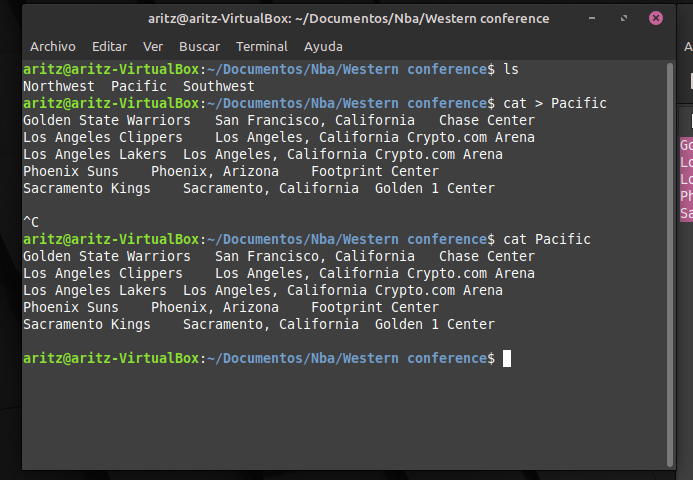 aritz@aritz-VirtualBox: ~/Documentos/Nba/Western conference
Archivo Editar Ver Buscar Terminal Ayuda
aritz@aritz-VirtualBox:~/Documentos/Nba/Western conference$ ls
Northwest  Pacific  Southwest
aritz@aritz-VirtualBox:~/Documentos/Nba/Western conference$ cat > Pacific
Golden State Warriors   San Francisco, California   Chase Center
Los Angeles Clippers    Los Angeles, California Crypto.com Arena
Los Angeles Lakers  Los Angeles, California Crypto.com Arena
Phoenix Suns    Phoenix, Arizona    Footprint Center
Sacramento Kings    Sacramento, California  Golden 1 Center
^C
aritz@aritz-VirtualBox:~/Documentos/Nba/Western conference$ cat Pacific
Golden State Warriors   San Francisco, California   Chase Center
Los Angeles Clippers    Los Angeles, California Crypto.com Arena
Los Angeles Lakers  Los Angeles, California Crypto.com Arena
Phoenix Suns    Phoenix, Arizona    Footprint Center
Sacramento Kings    Sacramento, California  Golden 1 Center
aritz@aritz-VirtualBox:~/Documentos/Nba/Western conference$
A
Go
Lo
Lo
Ph
Sa